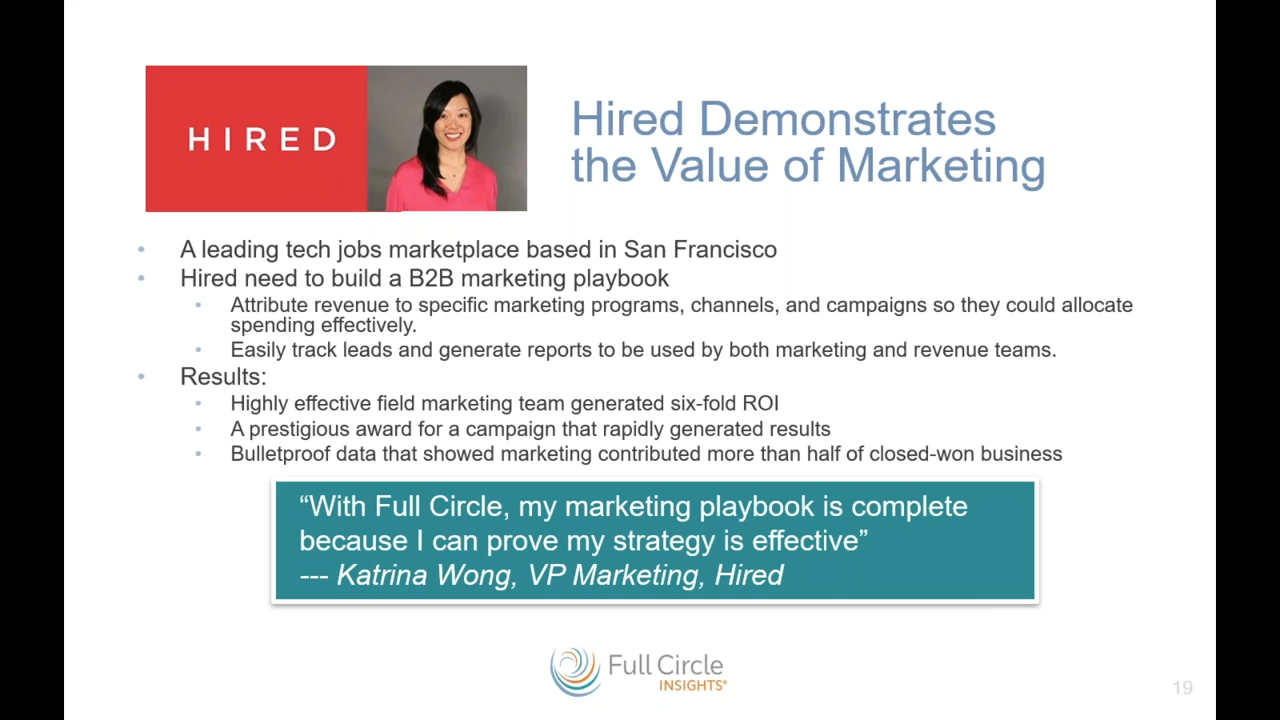 HIRED
Hired Demonstrates
the Value of Marketing
• A leading tech jobs marketplace based in San Francisco
• Hired need to build a B2B marketing playbook
• Attribute revenue to specific marketing programs, channels, and campaigns so they could allocate
spending effectively.
• Easily track leads and generate reports to be used by both marketing and revenue teams.
• Results:
• Highly effective field marketing team generated six-fold ROI
• A prestigious award for a campaign that rapidly generated results
• Bulletproof data that showed marketing contributed more than half of closed-won business
“With Full Circle, my marketing playbook is complete
because I can prove my strategy is effective”
--- Katrina Wong, VP Marketing, Hired
Full Circle
INSIGHTS®
19